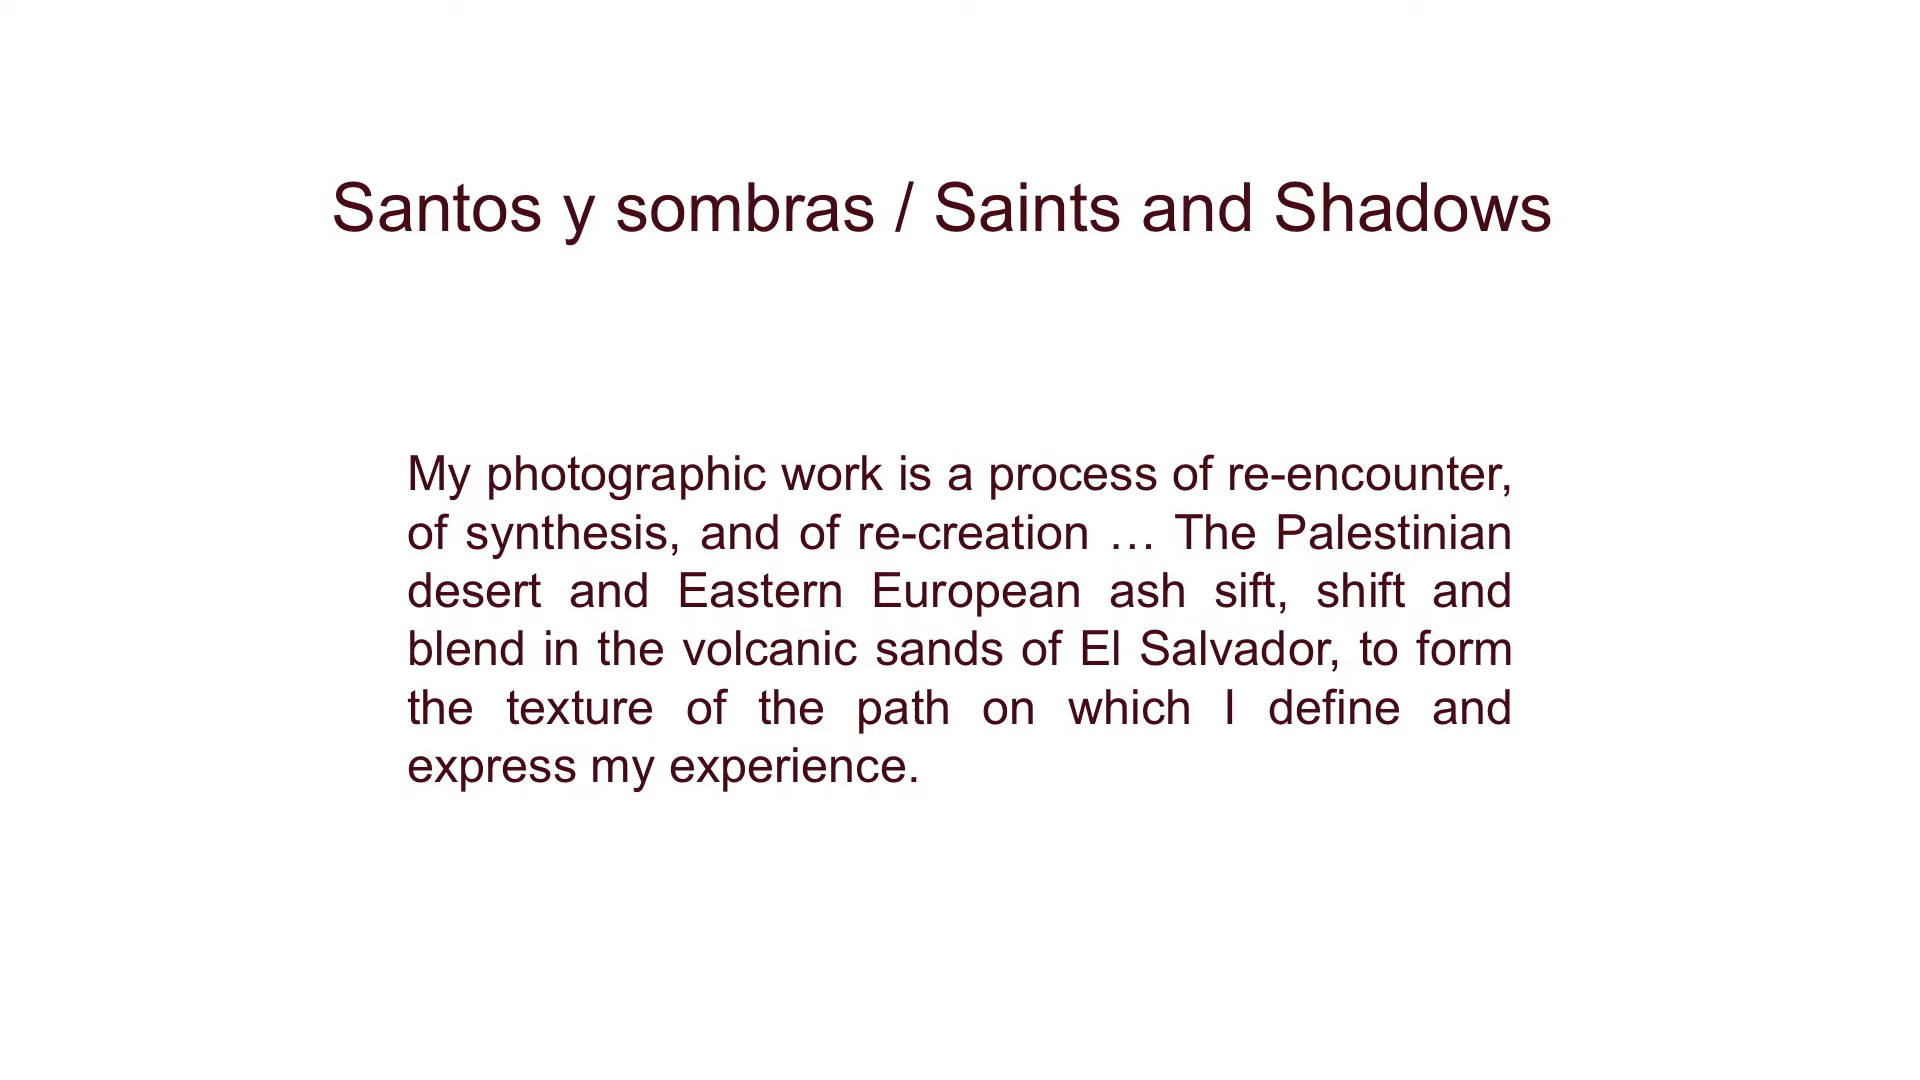 Santos y sombras / Saints and Shadows
My photographic work is a process of re-encounter,
of synthesis, and of re-creation … The Palestinian
desert and Eastern European ash sift, shift and
blend in the volcanic sands of El Salvador, to form
the texture of the path on which I define and
express my experience.